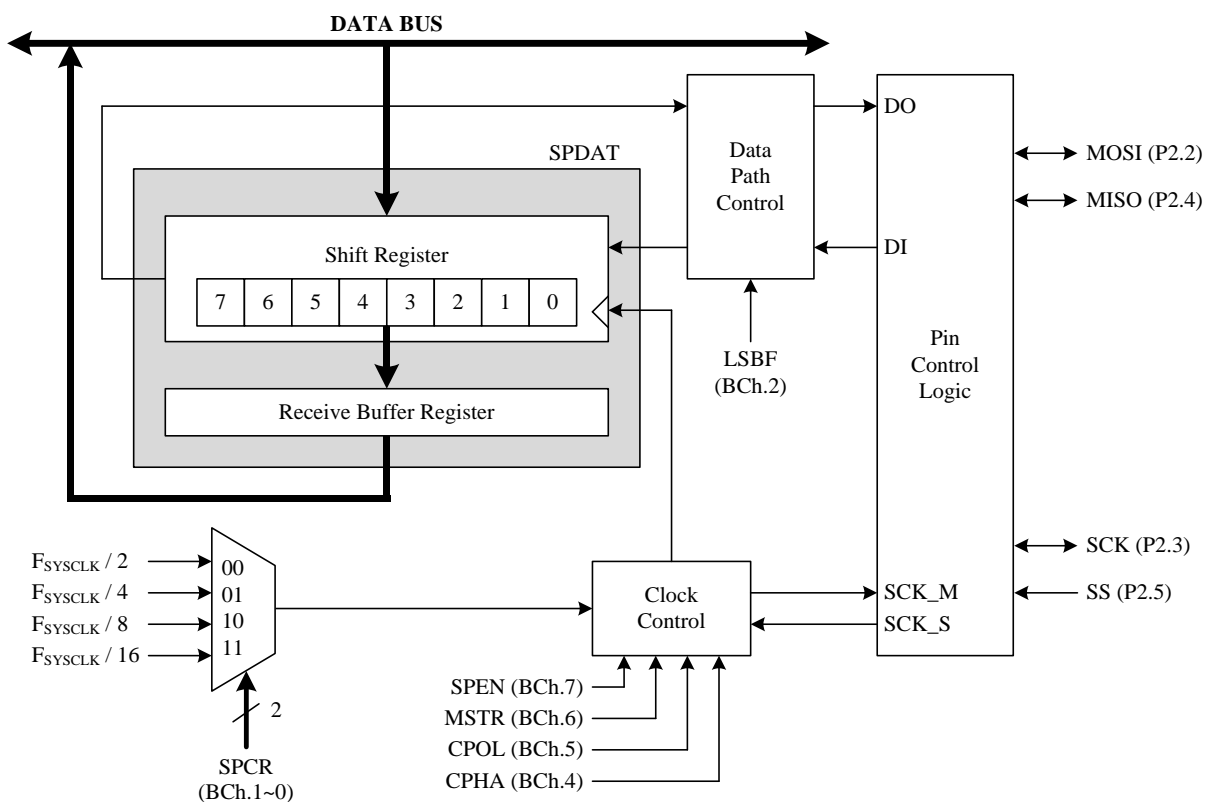 DATA BUS
SPDAT
Shift Register
7 6 5 4 3 2 1 0
Receive Buffer Register
Data
Path
Control
LSBF
(BCh.2)
DO
DI
Pin
Control
Logic
SCK_M
SCK_S
MOSI (P2.2)
MISO (P2.4)
SCK (P2.3)
SS (P2.5)
FSYSCLK / 2
FSYSCLK / 4
FSYSCLK / 8
FSYSCLK / 16
00
01
10
11
2
SPCR
(BCh.1~0)
Clock
Control
SPEN (BCh.7)
MSTR (BCh.6)
CPOL (BCh.5)
CPHA (BCh.4)